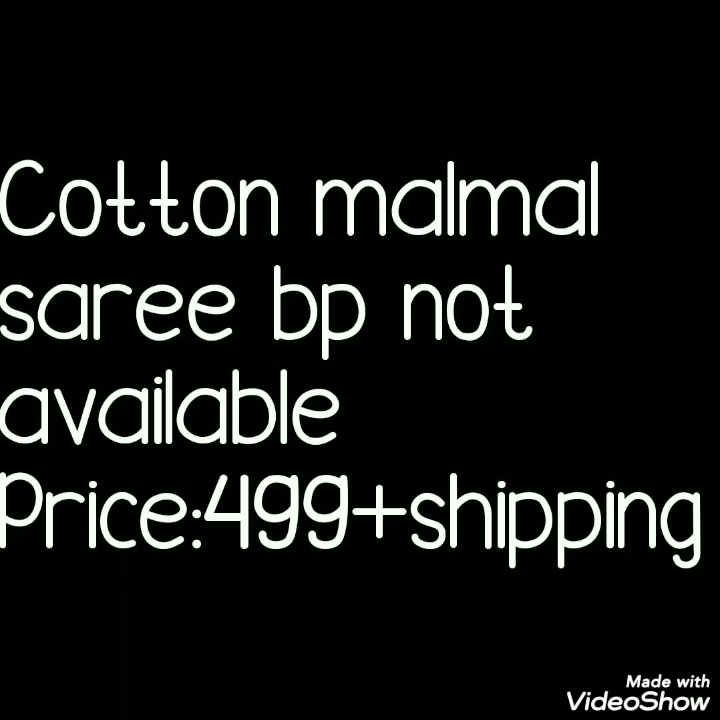 Cotton malmal
saree bp not
available
Price:499+shipping
Made with
VideoShow